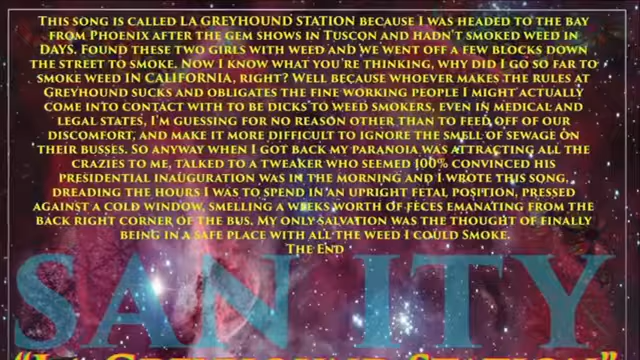 This song is called LA GREYHOUND STATION because I was headed to the bay
from Phoenix after the gem shows in Tuscon and hadn't smoked weed in
DAYS. Found these two girls with weed and we went off a few blocks down
the street to smoke. Now I know what you're thinking, why did I go so far to
smoke weed IN CALIFORNIA, right? Well because whoever makes the rules at
Greyhound sucks and obligates the fine working people I might actually
come into contact with to be dicks to weed smokers, even in medical and
legal states, I'm guessing for no reason other than to feed off of our
discomfort, and make it more difficult to ignore the smell of sewage on
their busses. So anyway when I got back my paranoia was attracting all the
crazies to me, talked to a tweaker who seemed 100% convinced his
presidential inauguration was in the morning and I wrote this song,
dreading the hours I was to spend in an upright fetal position, pressed
against a cold window, smelling a weeks worth of feces emanating from the
back right corner of the bus. My only salvation was the thought of finally
being in a safe place with all the weed I could smoke.
The End
SANITY
"LA GREYHOUND STATION"